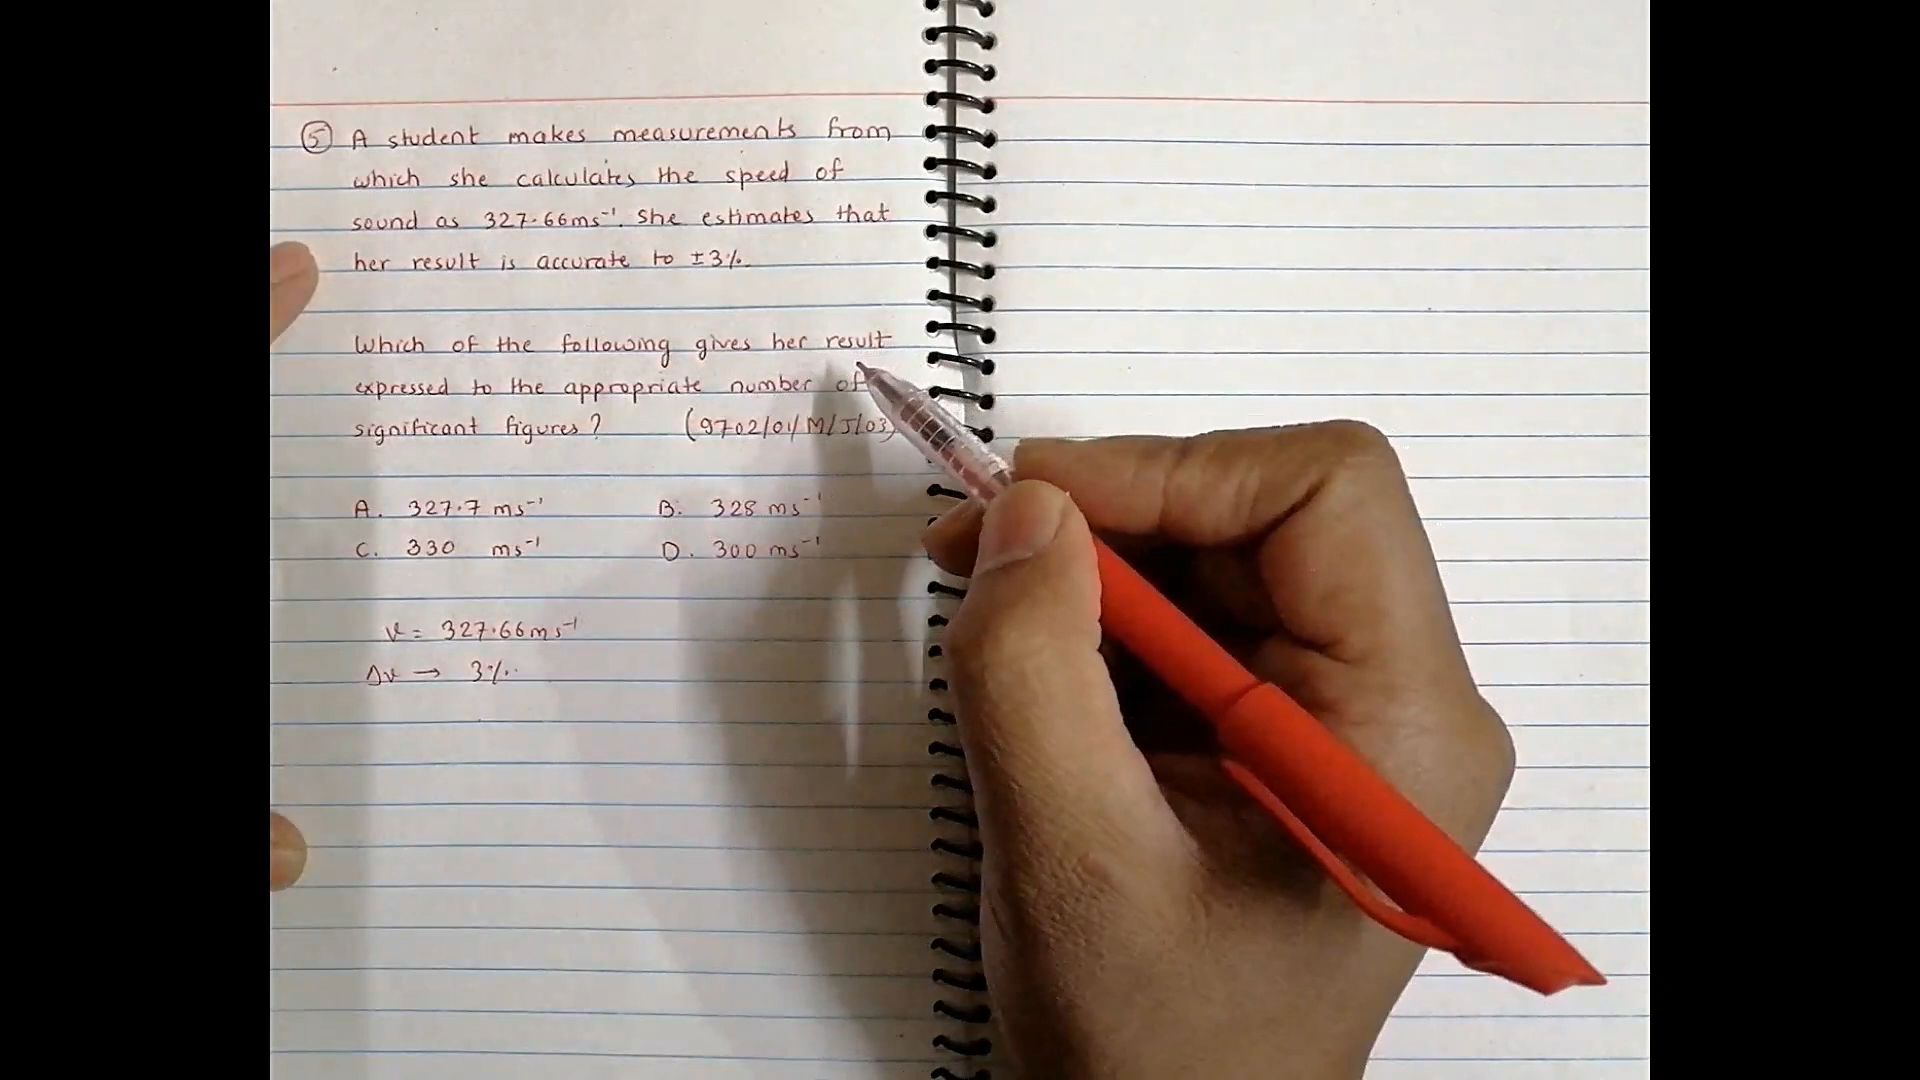 ⑤ A student makes measurements from
which she calculates the speed of
sound as 327.66ms⁻¹. She estimates that
her result is accurate to ±3%.
Which of the following gives her result
expressed to the appropriate number of
significant figures? (9702/01/M/J/03)
A. 327.7 ms⁻¹ B. 328 ms⁻¹
C. 330 ms⁻¹ D. 300 ms⁻¹
v = 327.66ms⁻¹
Δv → 3%